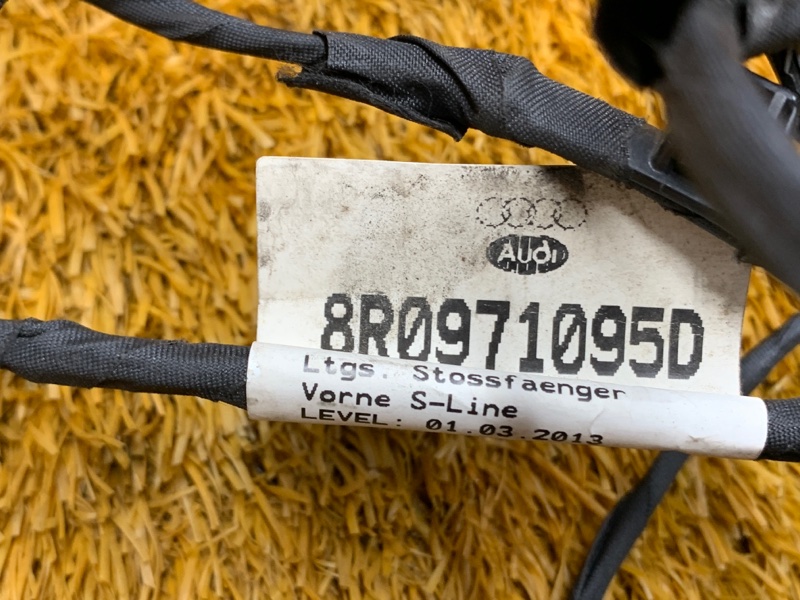 Audi
8R0971095D
Ltgs. Stossfaenger
Vorne S-Line
LEVEL: 01.03.2013